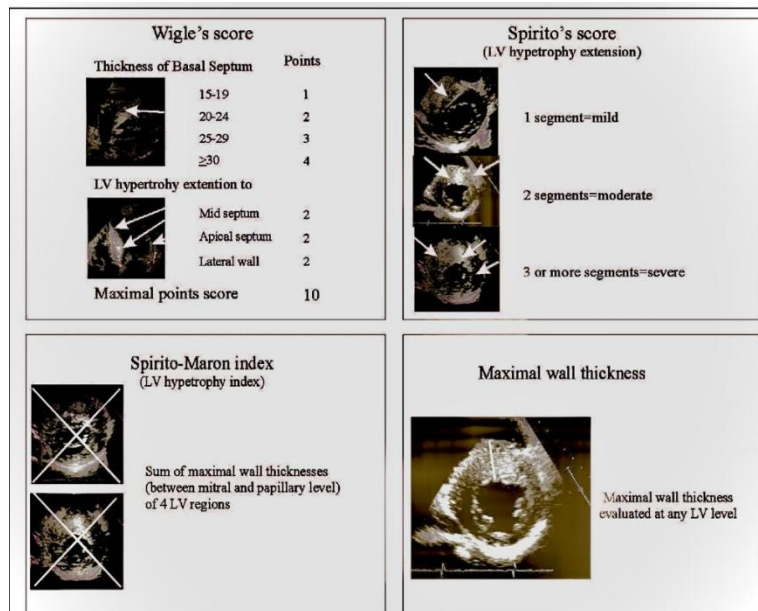 Wigle's score
Thickness of Basal Septum Points
15-19 1
20-24 2
25-29 3
≥30 4
LV hypertrohy extention to
Mid septum 2
Apical septum 2
Lateral wall 2
Maximal points score 10
Spirito's score
(LV hypetrophy extension)
1 segment=mild
2 segments=moderate
3 or more segments=severe
Spirito-Maron index
(LV hypetrophy index)
Sum of maximal wall thicknesses
(between mitral and papillary level)
of 4 LV regions
Maximal wall thickness
Maximal wall thickness
evaluated at any LV level